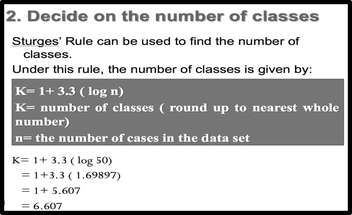 2. Decide on the number of classes
Sturges' Rule can be used to find the number of
classes.
Under this rule, the number of classes is given by:
K= 1+ 3.3 ( log n)
K= number of classes ( round up to nearest whole
number)
n= the number of cases in the data set
K= 1+ 3.3 ( log 50)
= 1+3.3 ( 1.69897)
= 1+ 5.607
= 6.607